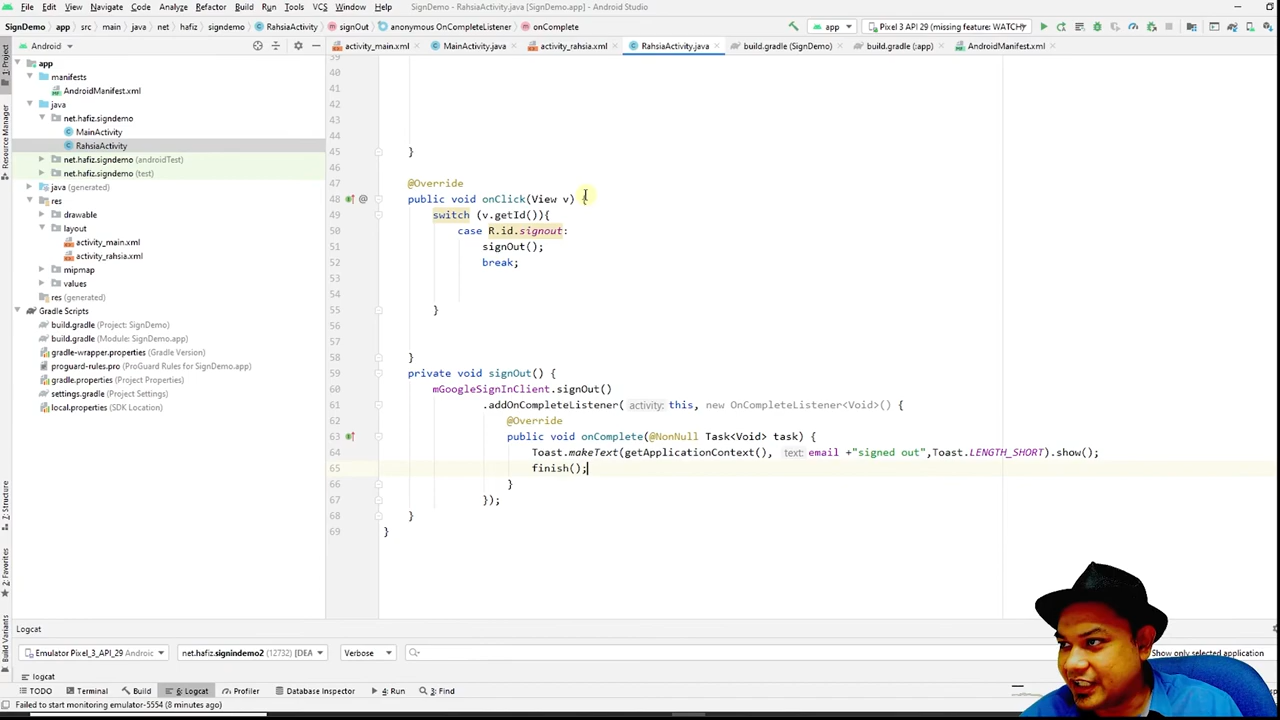 File Edit View Navigate Code Analyze Refactor Build Run Tools VCS Window Help SignDemo - RahsiaActivity.java [SignDemo.app] - Android Studio
SignDemo app src main java net hafiz signdemo RahsiaActivity signOut anonymous OnCompleteListener onComplete app Pixel 3 API 29 (missing feature: WATCH)
Android activity_main.xml MainActivity.java activity_rahsia.xml RahsiaActivity.java build.gradle (SignDemo) build.gradle (:app) AndroidManifest.xml
1: Project
Resource Manager
Z: Structure
2: Favorites
Build Variants
app
manifests
AndroidManifest.xml
java
net.hafiz.signdemo
MainActivity
RahsiaActivity
net.hafiz.signdemo (androidTest)
net.hafiz.signdemo (test)
java (generated)
res
drawable
layout
activity_main.xml
activity_rahsia.xml
mipmap
values
res (generated)
Gradle Scripts
build.gradle (Project: SignDemo)
build.gradle (Module: SignDemo.app)
gradle-wrapper.properties (Gradle Version)
proguard-rules.pro (ProGuard Rules for SignDemo.app)
gradle.properties (Project Properties)
settings.gradle (Project Settings)
local.properties (SDK Location)
39
40
41
42
43
44
45 }
46
47 @Override
48 @ public void onClick(View v) {
49 switch (v.getId()){
50 case R.id.signout:
51 signOut();
52 break;
53
54
55 }
56
57
58 }
59 private void signOut() {
60 mGoogleSignInClient.signOut()
61 .addOnCompleteListener( activity: this, new OnCompleteListener<Void>() {
62 @Override
63 public void onComplete(@NonNull Task<Void> task) {
64 Toast.makeText(getApplicationContext(), text: email +"signed out",Toast.LENGTH_SHORT).show();
65 finish();
66 }
67 });
68 }
69 }
Logcat
Emulator Pixel_3_API_29 Androic net.hafiz.signindemo2 (12732) [DEA Verbose Show only selected application
logcat
TODO Terminal Build 6: Logcat Profiler Database Inspector 4: Run 3: Find
Failed to start monitoring emulator-5554 (8 minutes ago)